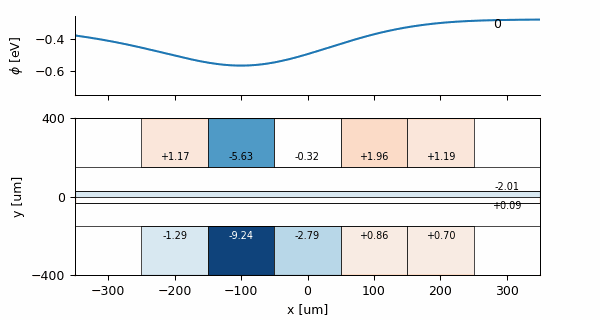 0
−0.4
−0.6
ϕ [eV]
400
0
−400
y [um]
+1.17 -5.63 -0.32 +1.96 +1.19
-2.01
+0.09
-1.29 -9.24 -2.79 +0.86 +0.70
−300 −200 −100 0 100 200 300
x [um]